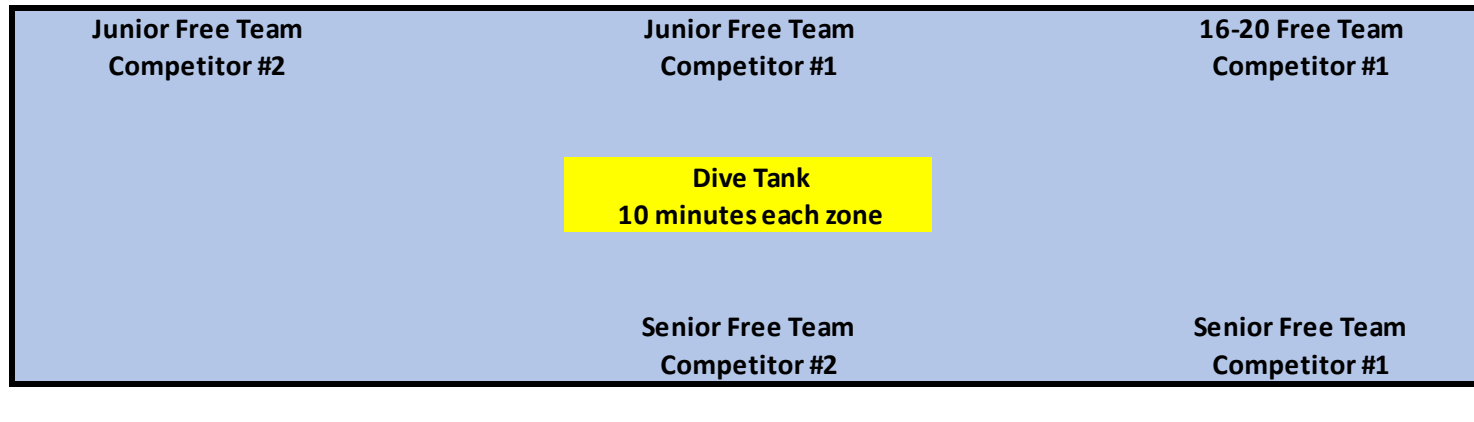 Junior Free Team
Competitor #2
Junior Free Team
Competitor #1
16-20 Free Team
Competitor #1
Dive Tank
10 minutes each zone
Senior Free Team
Competitor #2
Senior Free Team
Competitor #1